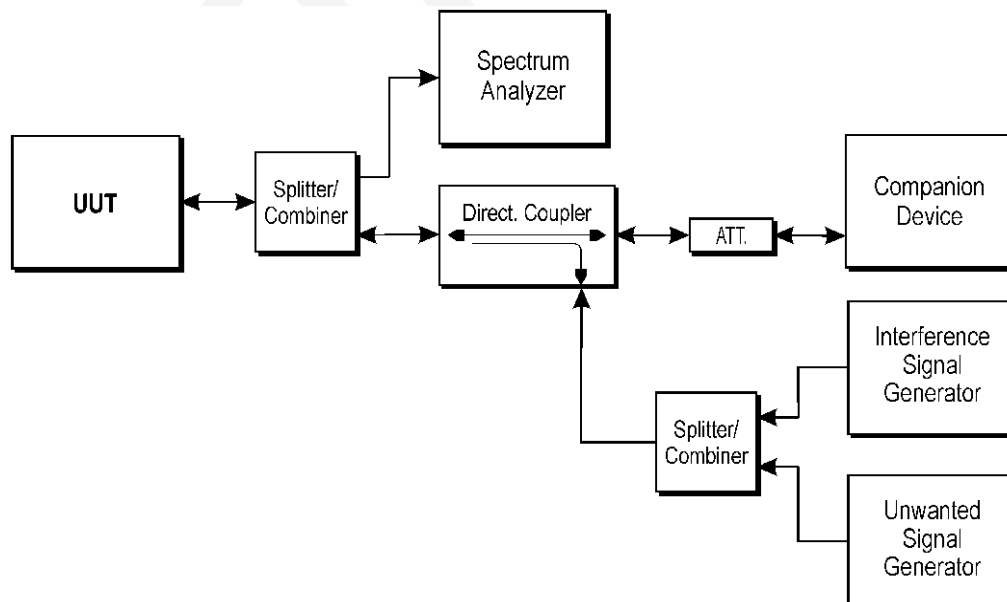 Spectrum
Analyzer
UUT
Splitter/
Combiner
Direct. Coupler
ATT.
Companion
Device
Interference
Signal
Generator
Splitter/
Combiner
Unwanted
Signal
Generator